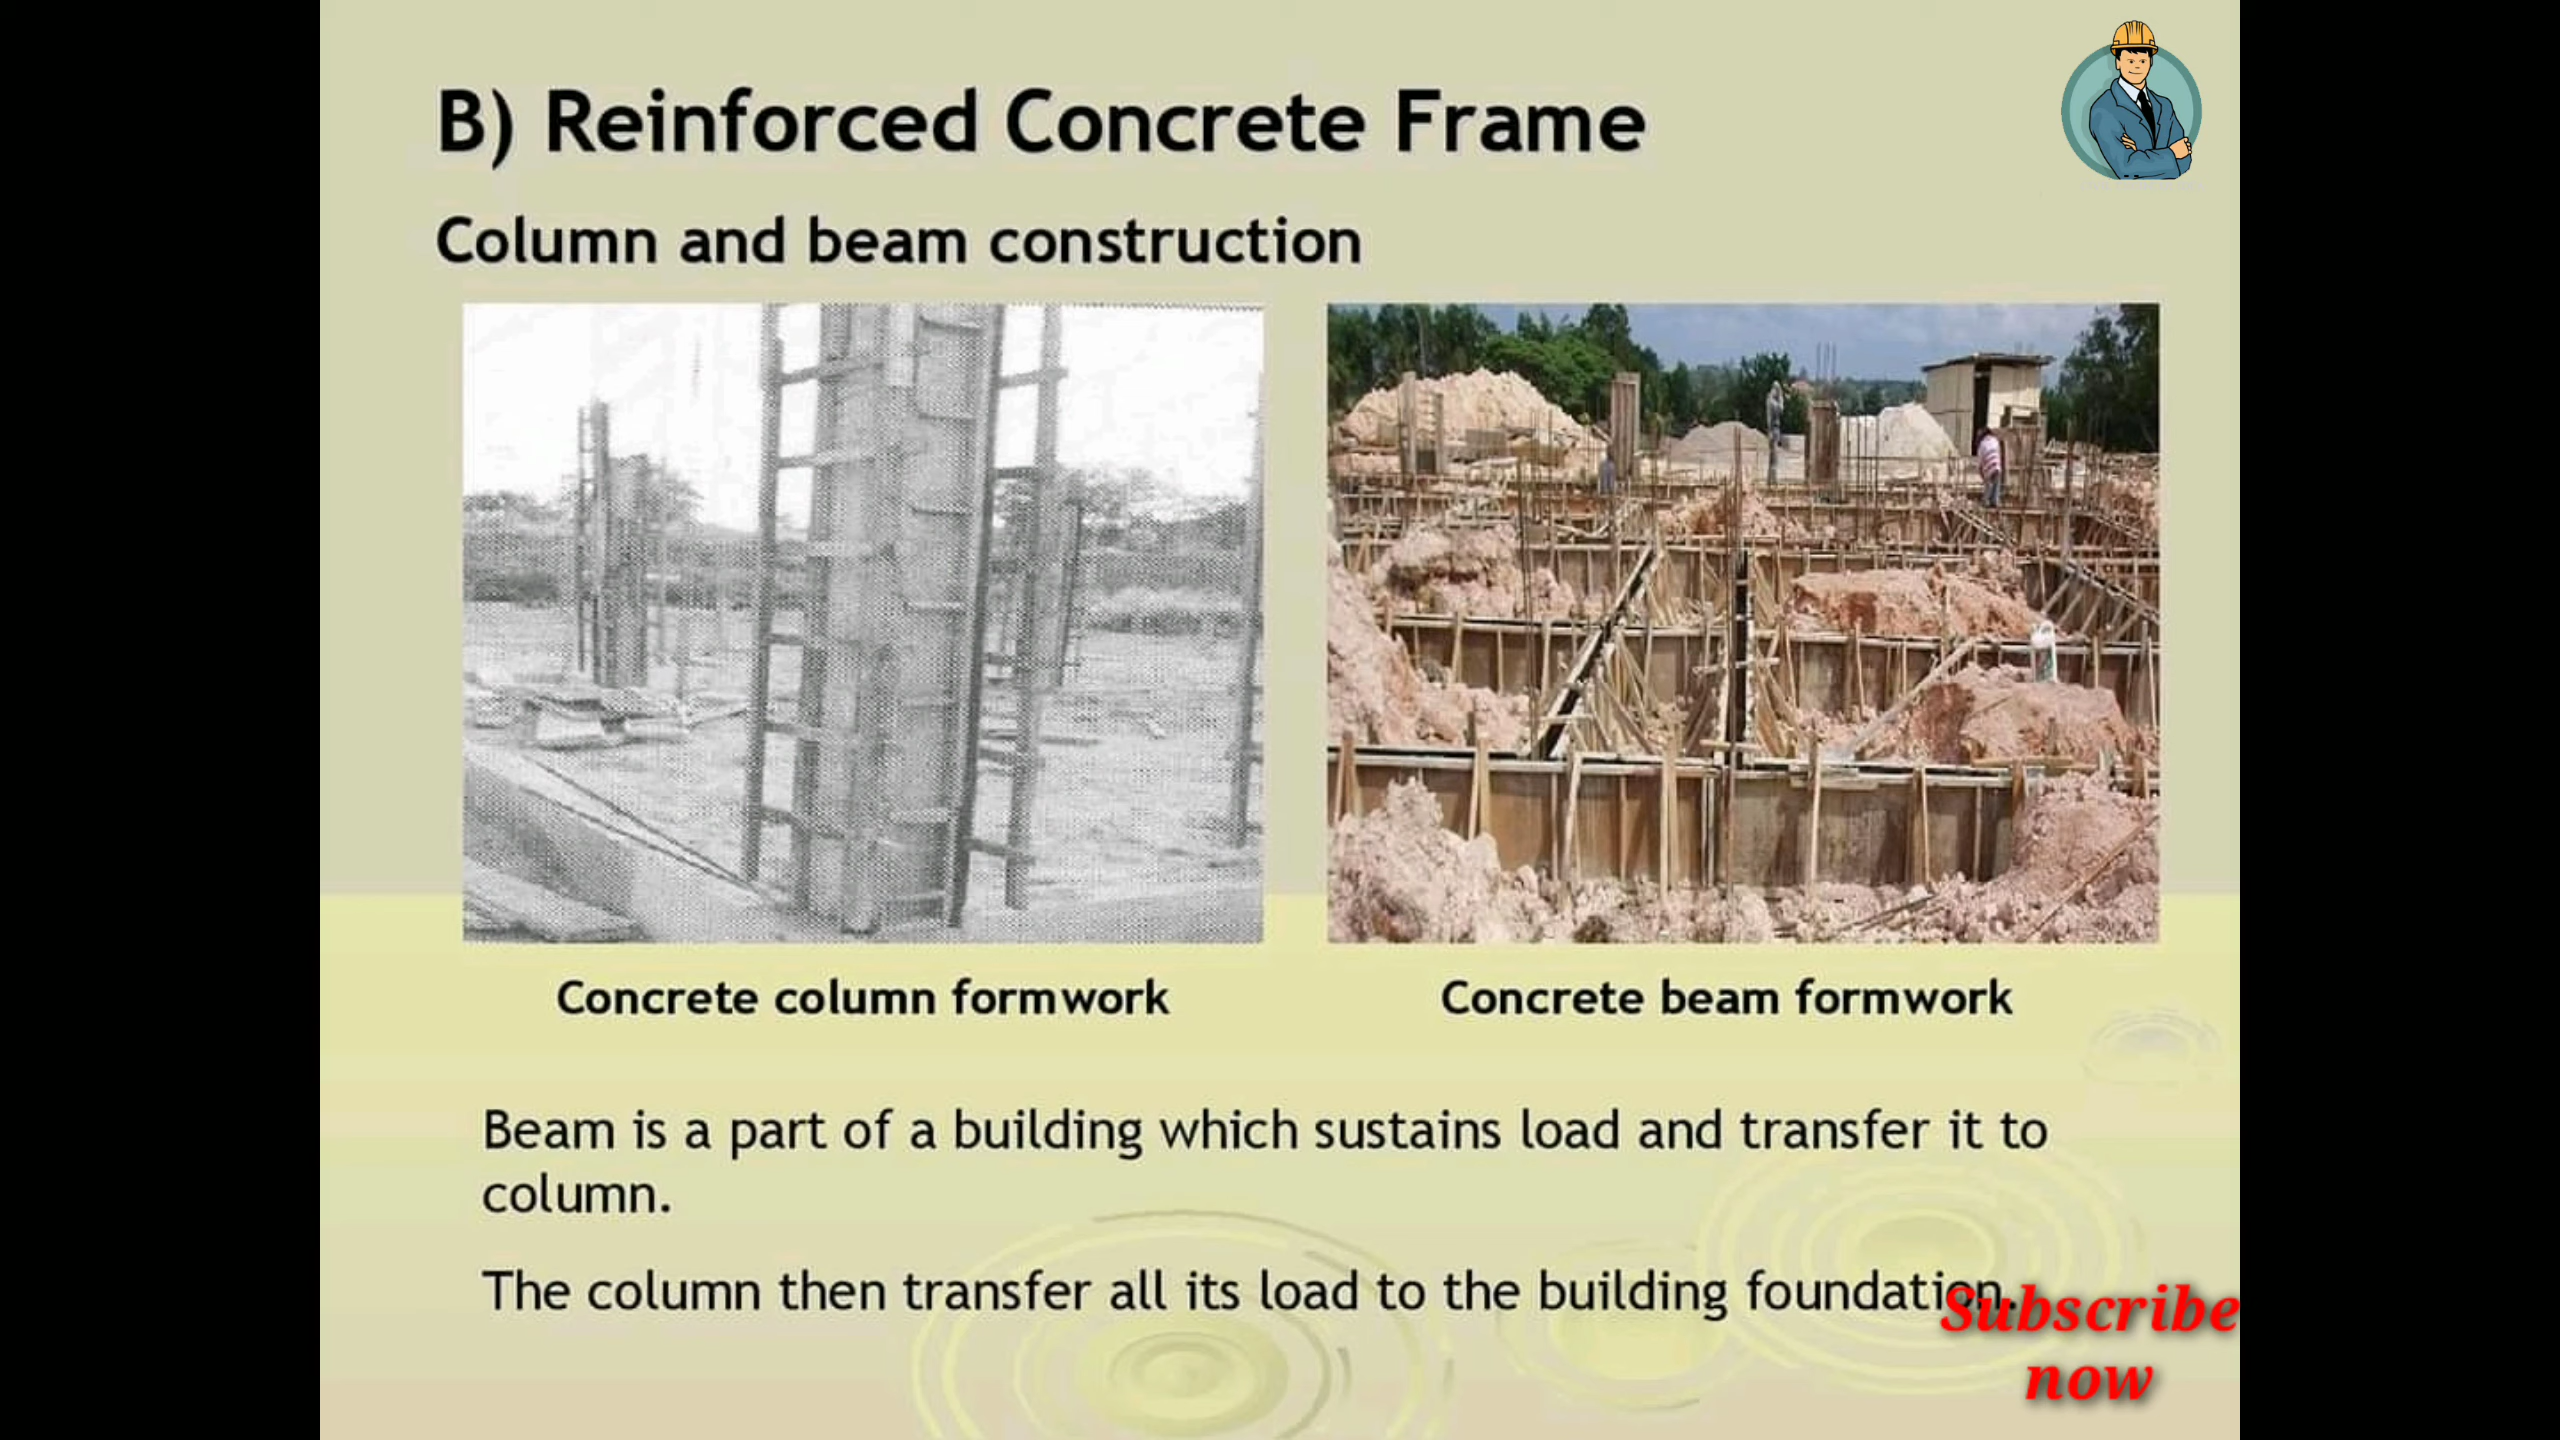 B) Reinforced Concrete Frame
Column and beam construction
Concrete column formwork
Concrete beam formwork
Beam is a part of a building which sustains load and transfer it to
column.
The column then transfer all its load to the building foundation.
Subscribe
now